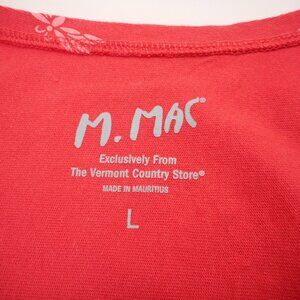 M. MAC®
Exclusively From
The Vermont Country Store®
MADE IN MAURITIUS
L